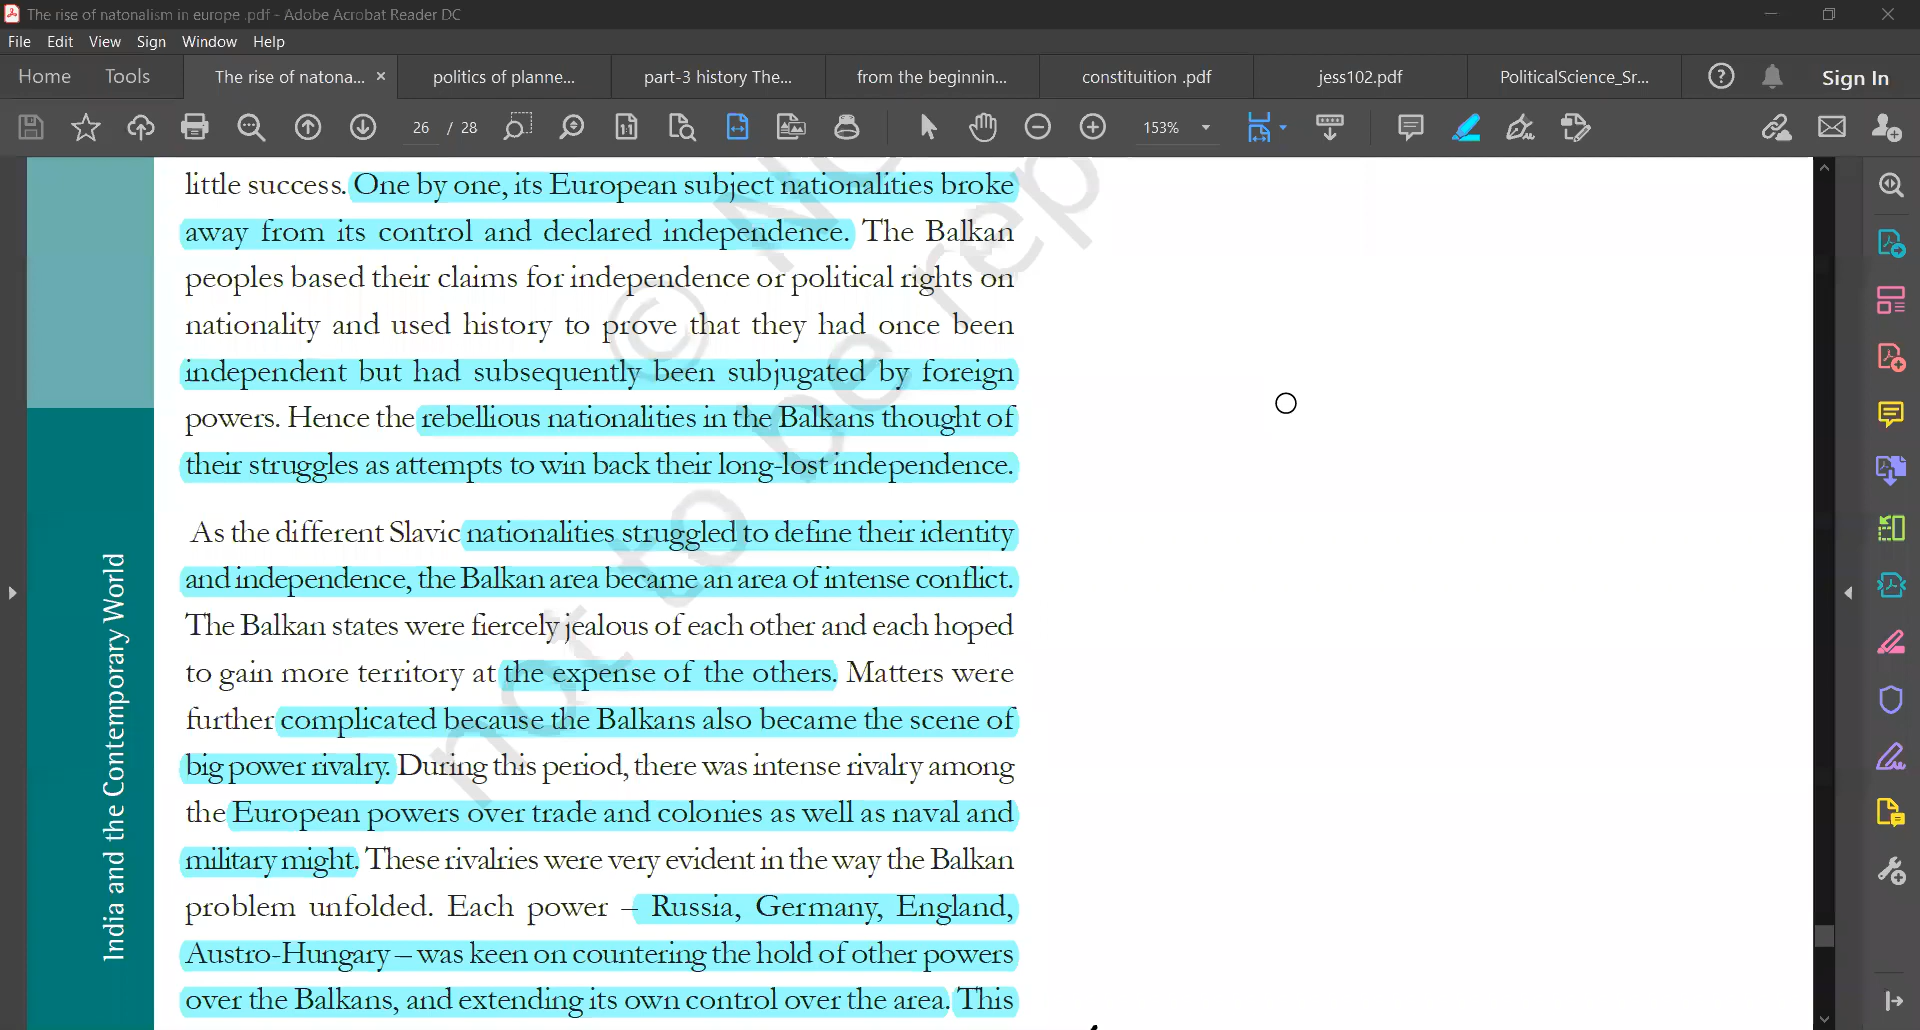 The rise of natonalism in europe .pdf - Adobe Acrobat Reader DC
File Edit View Sign Window Help
Home Tools The rise of natona... × politics of planne... part-3 history The... from the beginnin... constituition .pdf jess102.pdf PoliticalScience_Sr... Sign In
26 / 28 153%
little success. One by one, its European subject nationalities broke
away from its control and declared independence. The Balkan
peoples based their claims for independence or political rights on
nationality and used history to prove that they had once been
independent but had subsequently been subjugated by foreign
powers. Hence the rebellious nationalities in the Balkans thought of
their struggles as attempts to win back their long-lost independence.
As the different Slavic nationalities struggled to define their identity
and independence, the Balkan area became an area of intense conflict.
The Balkan states were fiercely jealous of each other and each hoped
to gain more territory at the expense of the others. Matters were
further complicated because the Balkans also became the scene of
big power rivalry. During this period, there was intense rivalry among
the European powers over trade and colonies as well as naval and
military might. These rivalries were very evident in the way the Balkan
problem unfolded. Each power – Russia, Germany, England,
Austro-Hungary – was keen on countering the hold of other powers
over the Balkans, and extending its own control over the area. This
India and the Contemporary World
©
not to be rep